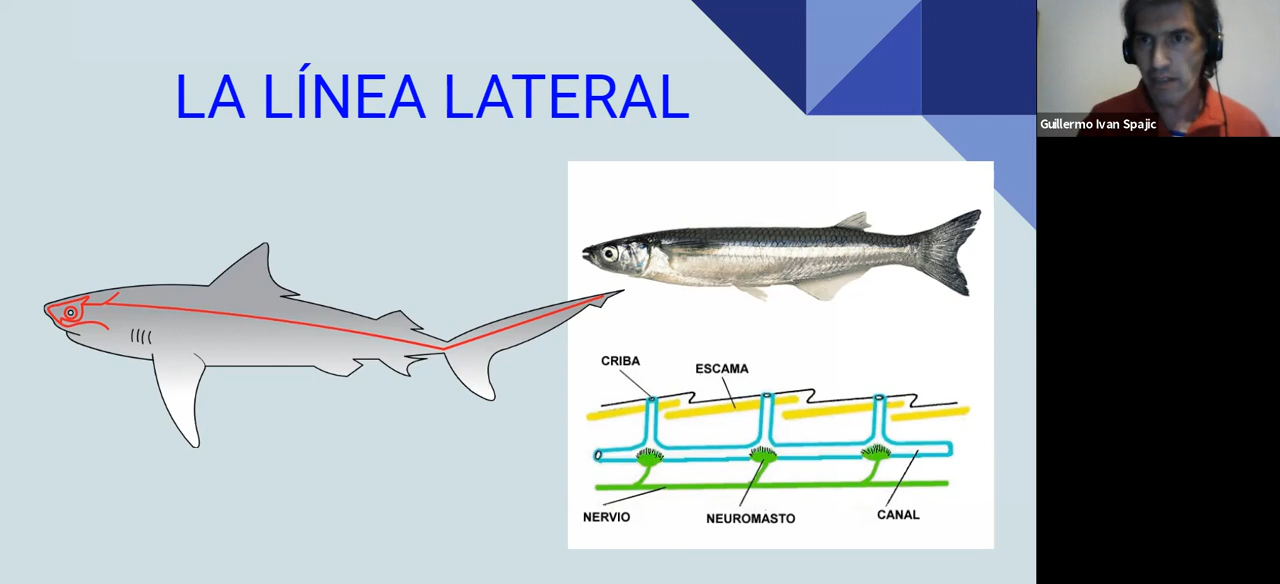 LA LÍNEA LATERAL
Guillermo Ivan Spajic
CRIBA
ESCAMA
NERVIO
NEUROMASTO
CANAL